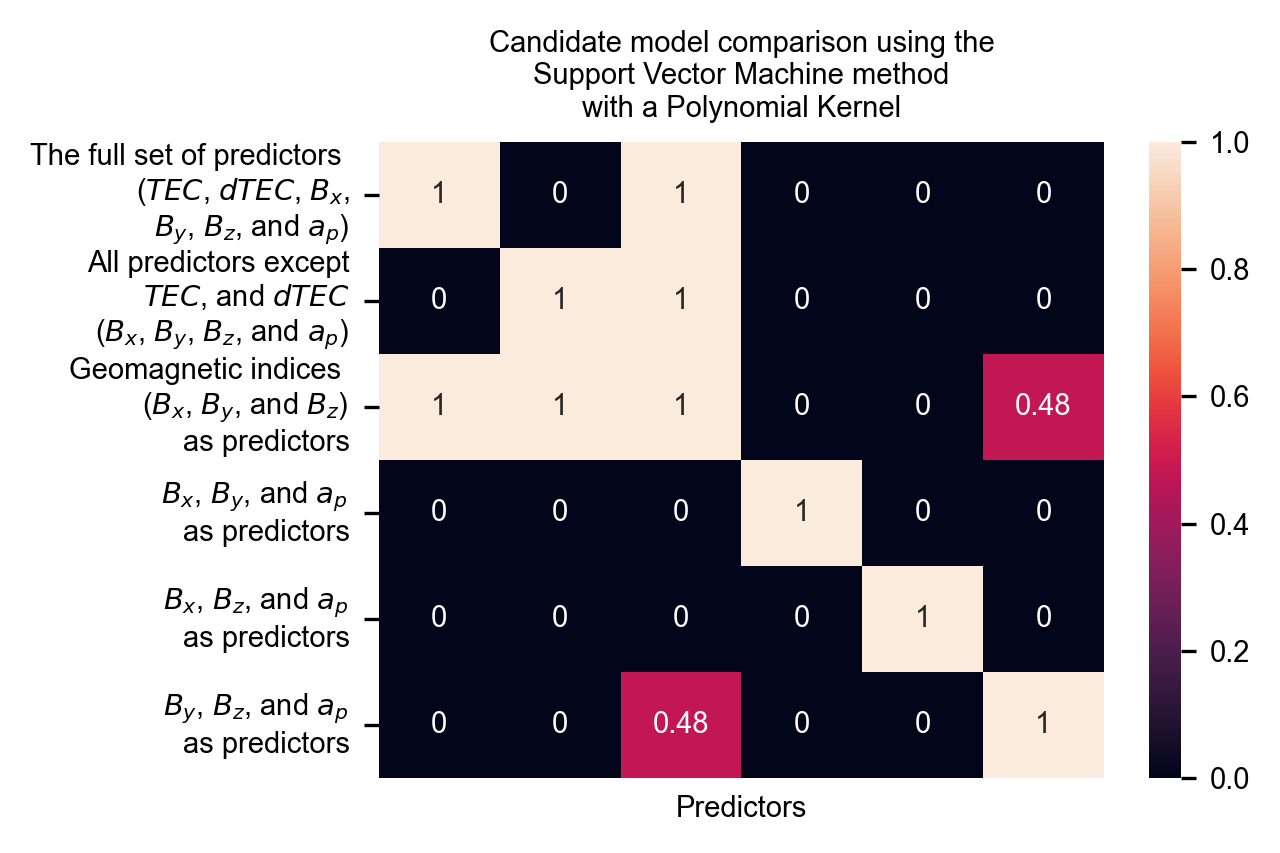 Candidate model comparison using the
Support Vector Machine method
with a Polynomial Kernel
The full set of predictors
(TEC, dTEC, Bₓ,
B_y, B_z, and a_p)
1 0 1 0 0 0
All predictors except
TEC, and dTEC
(Bₓ, B_y, B_z, and a_p)
0 1 1 0 0 0
Geomagnetic indices
(Bₓ, B_y, and B_z)
as predictors
1 1 1 0 0 0.48
Bₓ, B_y, and a_p
as predictors
0 0 0 1 0 0
Bₓ, B_z, and a_p
as predictors
0 0 0 0 1 0
B_y, B_z, and a_p
as predictors
0 0 0.48 0 0 1
Predictors
1.0
0.8
0.6
0.4
0.2
0.0